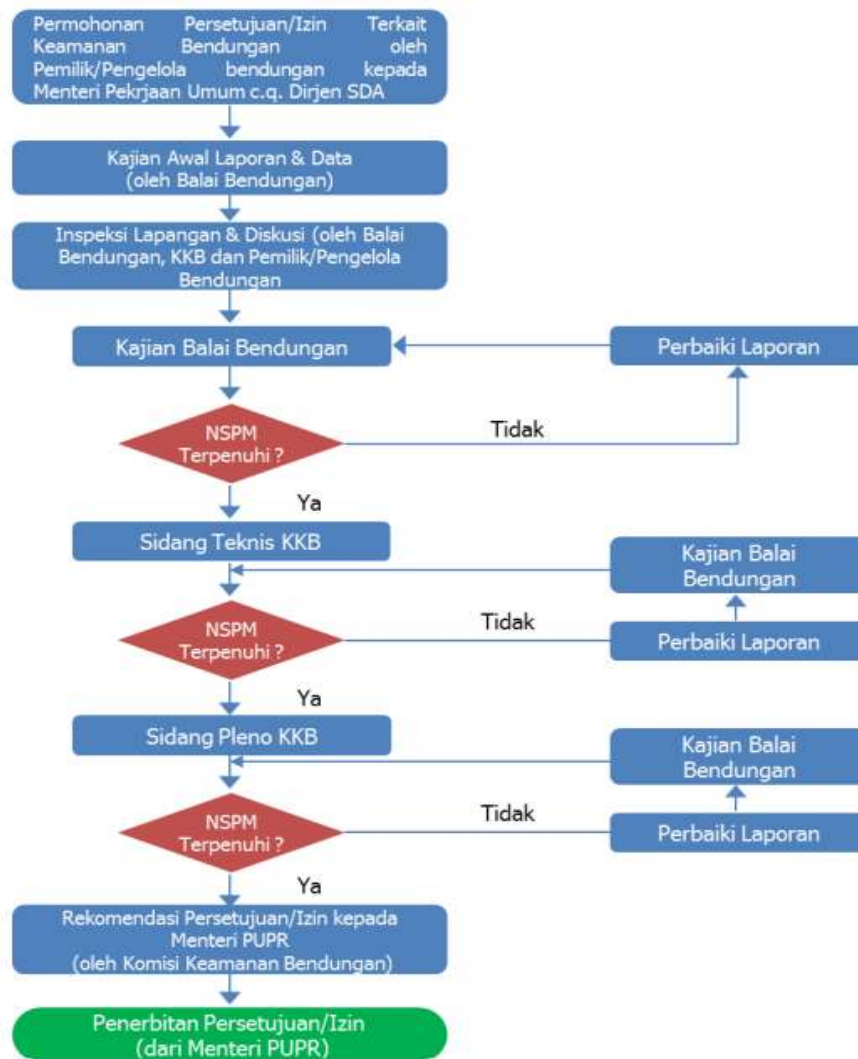 Permohonan Persetujuan/Izin Terkait
Keamanan Bendungan oleh
Pemilik/Pengelola bendungan kepada
Menteri Pekrjaan Umum c.q. Dirjen SDA
Kajian Awal Laporan & Data
(oleh Balai Bendungan)
Inspeksi Lapangan & Diskusi (oleh Balai
Bendungan, KKB dan Pemilik/Pengelola
Bendungan
Kajian Balai Bendungan
Perbaiki Laporan
NSPM
Terpenuhi ?
Tidak
Ya
Sidang Teknis KKB
Kajian Balai
Bendungan
NSPM
Terpenuhi ?
Tidak
Perbaiki Laporan
Ya
Sidang Pleno KKB
Kajian Balai
Bendungan
NSPM
Terpenuhi ?
Tidak
Perbaiki Laporan
Ya
Rekomendasi Persetujuan/Izin kepada
Menteri PUPR
(oleh Komisi Keamanan Bendungan)
Penerbitan Persetujuan/Izin
(dari Menteri PUPR)